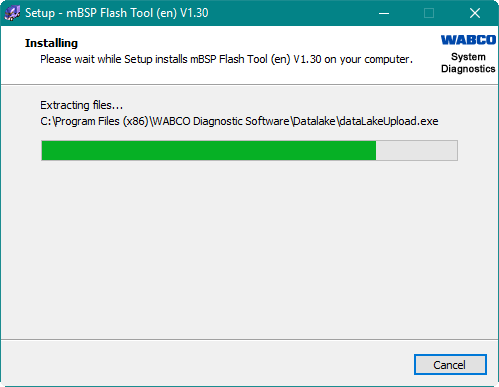 Setup - mBSP Flash Tool (en) V1.30
Installing
Please wait while Setup installs mBSP Flash Tool (en) V1.30 on your computer.
WABCO
System
Diagnostics
Extracting files...
C:\Program Files (x86)\WABCO Diagnostic Software\Datalake\dataLakeUpload.exe
Cancel